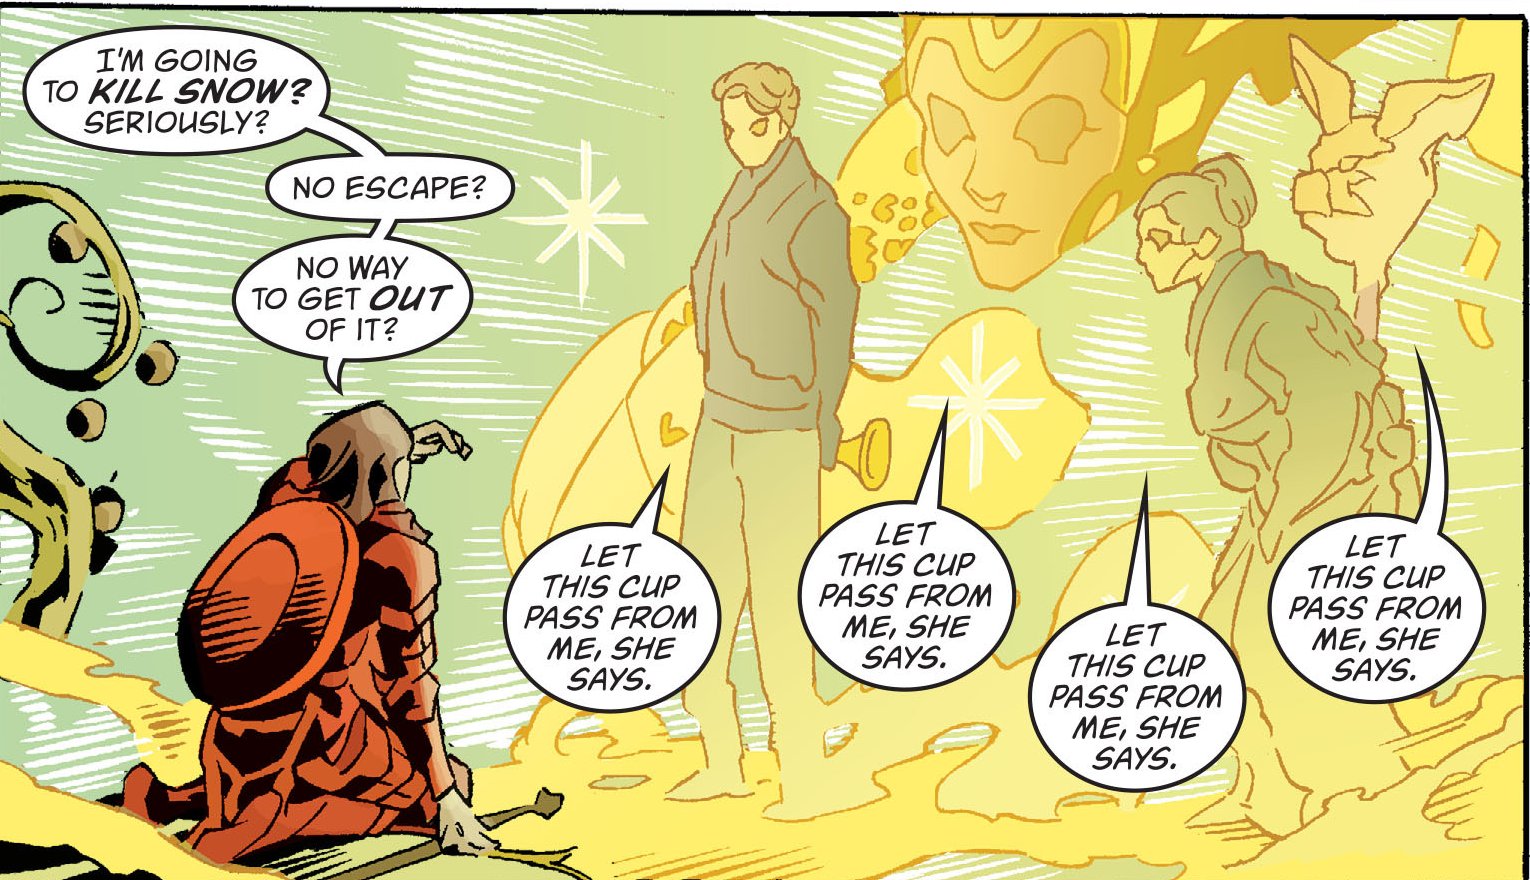 I'M GOING
TO KILL SNOW?
SERIOUSLY?
NO ESCAPE?
NO WAY
TO GET OUT
OF IT?
LET
THIS CUP
PASS FROM
ME, SHE
SAYS.
LET
THIS CUP
PASS FROM
ME, SHE
SAYS.
LET
THIS CUP
PASS FROM
ME, SHE
SAYS.
LET
THIS CUP
PASS FROM
ME, SHE
SAYS.